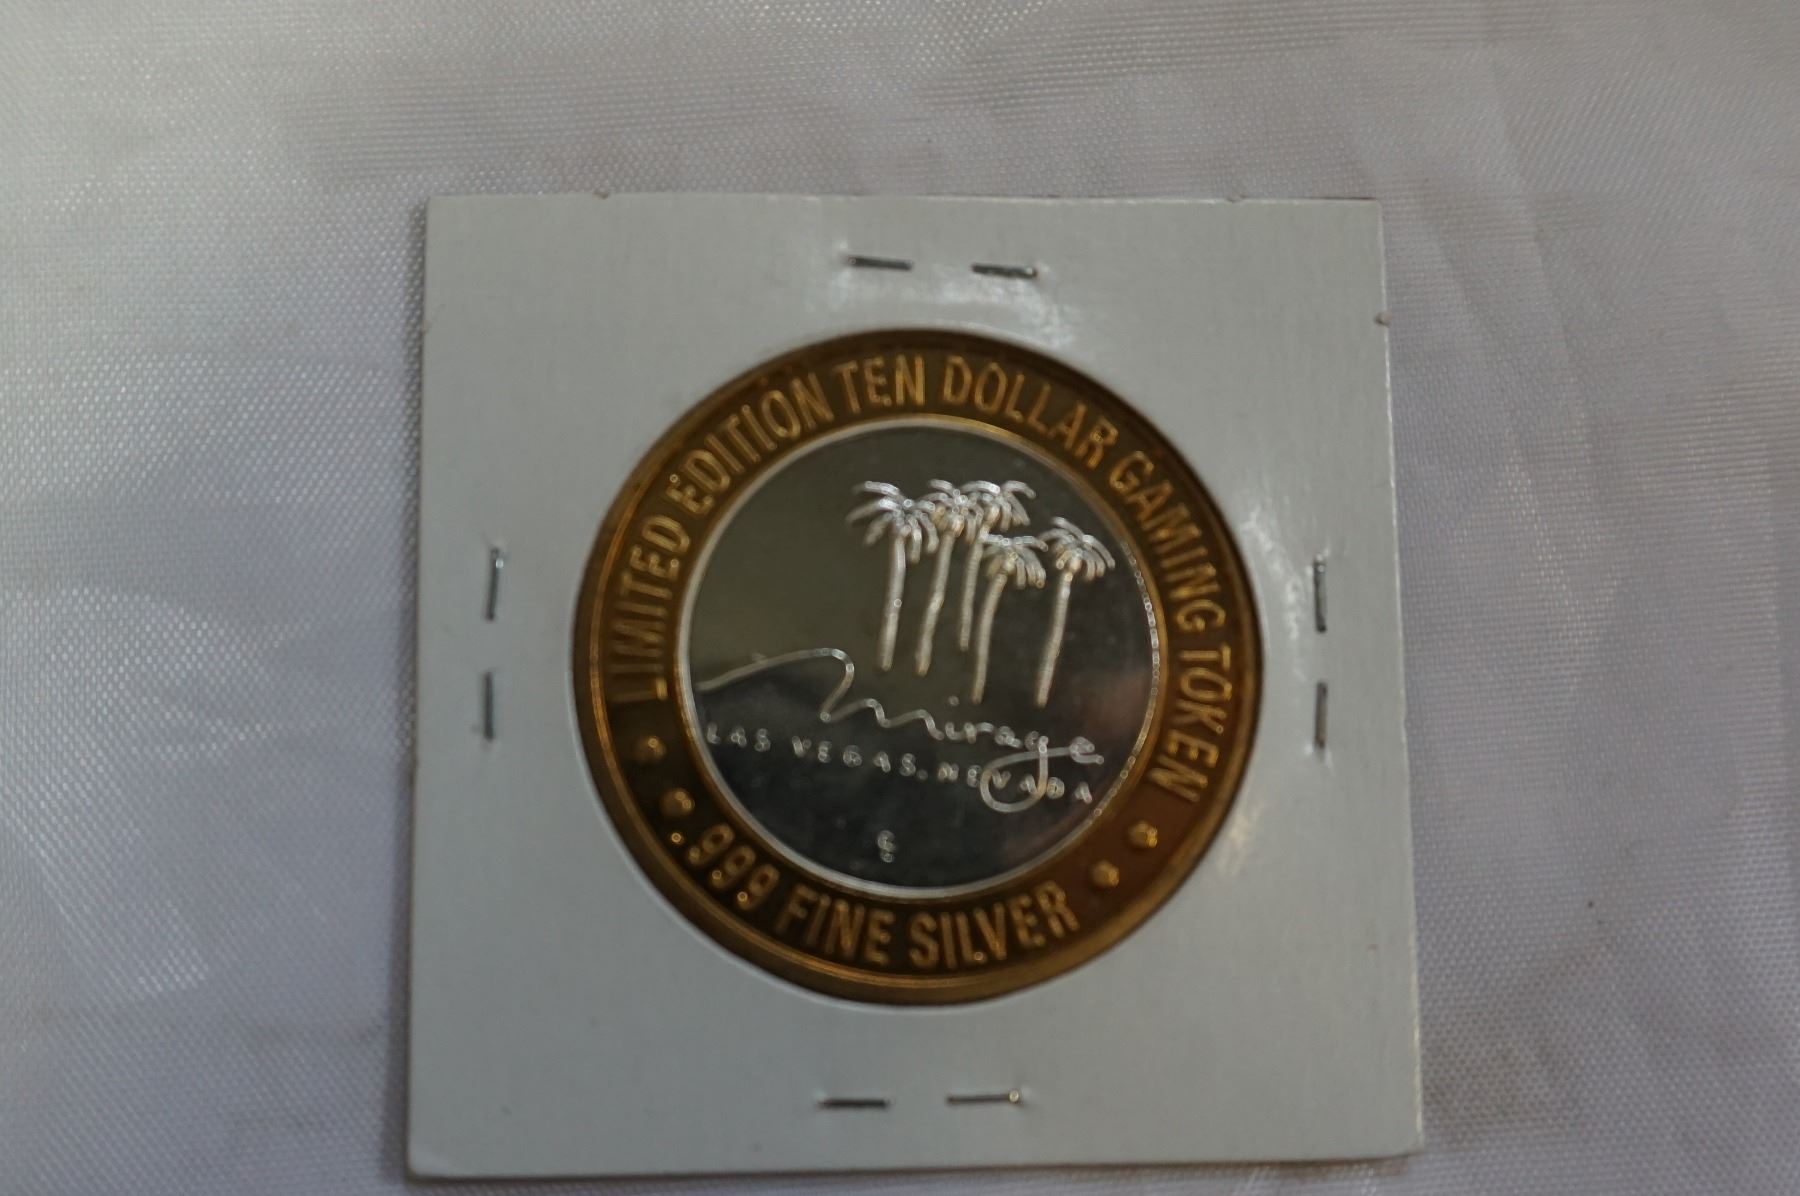 LIMITED EDITION TEN DOLLAR GAMING TOKEN
Mirage
LAS VEGAS, NEVADA
.999 FINE SILVER